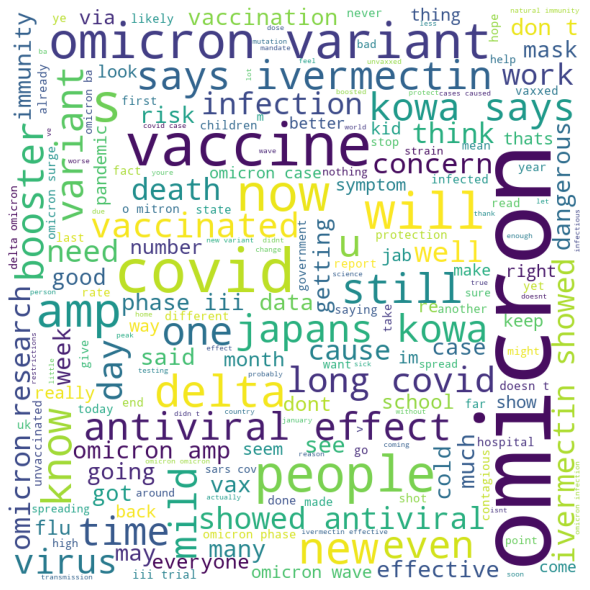 ye
likely
never
thing
natural immunity
dose
mutation
less
via
vaccination
hope
feel
mandate
bad
omicron variant
don t
immunity
already
omicron ba
ba
look
says ivermectin
mask
boosted
protect
cases caused
help
unvaxxed
lot
work
first
infection
better
vaxxed
wave
world
variant
s
vaccine
kowa says
children
m
stop
strain
mean
risk
kid
think
thats
pandemic
omicron surge
ve
worse
youre
nothing
fact
omicron case
infected
year
concern
booster
death
now
symptom
read
let
dangerous
delta omicron
due
o mitron
state
will
thank
enough
infectious
last
vaccinated
new variant
didnt
protection
jab
well
need
number
covid
change
government
report
getting
u
make
right
yet
person
rate
science
true
sure
doesnt
good
phase iii
data
saying
re
another
keep
might
omicron
way
different
home
take
still
omicron research
amp
one
japans kowa
ivermectin showed
restrictions
week
day
little
peak
effect
said
cause
im
case
give
testing
month
want
sick
spread
doesn t
really
delta
long covid
today
probably
dont
school
far
show
uk
end
didn t
country
without
unvaccinated
antiviral effect
>
much
hospital
know
omicron amp
seem
see
january
cold
contagious
going
omicron omicron
sars cov
go
coming
reason
people
spreading
got
vax
done
made
shot
isnt
omicron infection
around
actually
flu
back
mild
showed antiviral
time
omicron phase
ivermectin effective
point
high
may
many
new
even
virus
everyone
effective
come
transmission
iii trial
omicron wave
soon